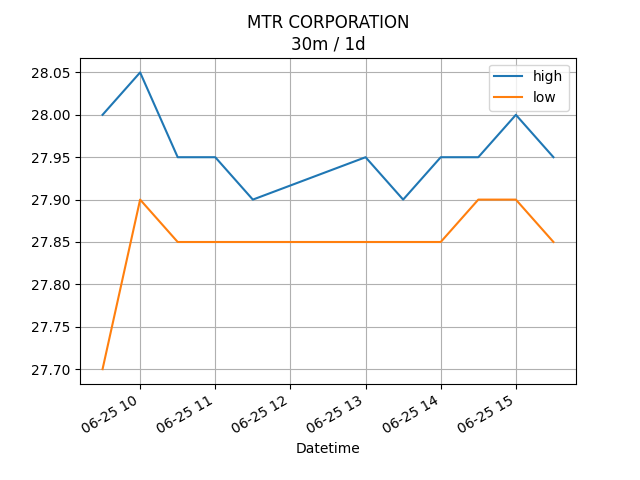 MTR CORPORATION
30m / 1d
high
low
28.05
28.00
27.95
27.90
27.85
27.80
27.75
27.70
06-25 10
06-25 11
06-25 12
06-25 13
06-25 14
06-25 15
Datetime